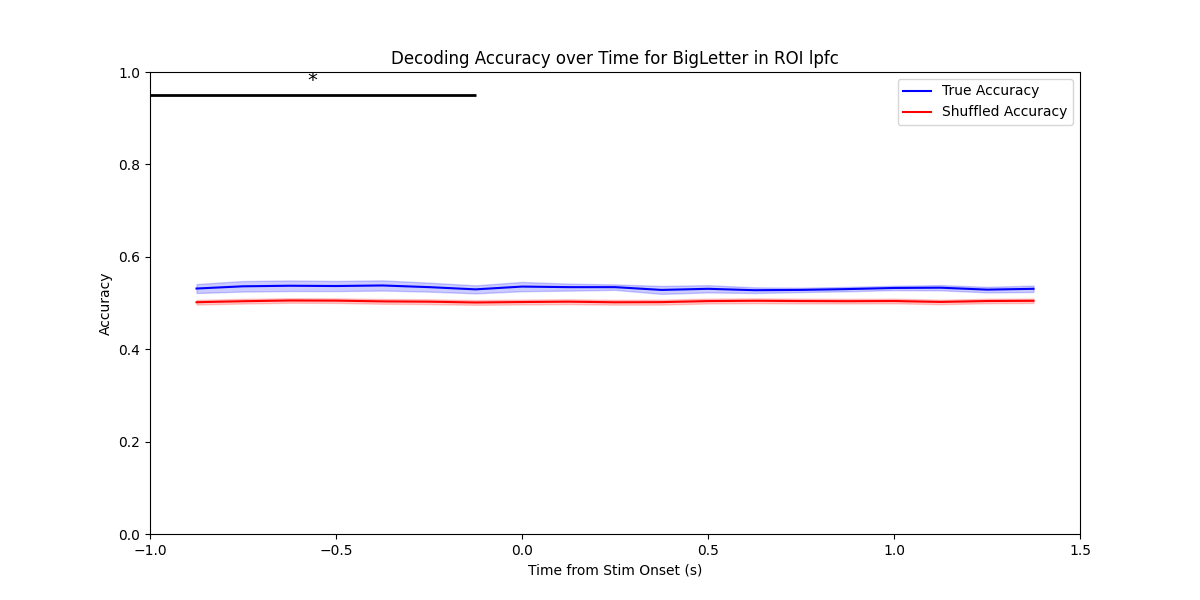 Decoding Accuracy over Time for BigLetter in ROI lpfc
*
True Accuracy
Shuffled Accuracy
1.0
0.8
0.6
0.4
0.2
0.0
Accuracy
−1.0 −0.5 0.0 0.5 1.0 1.5
Time from Stim Onset (s)